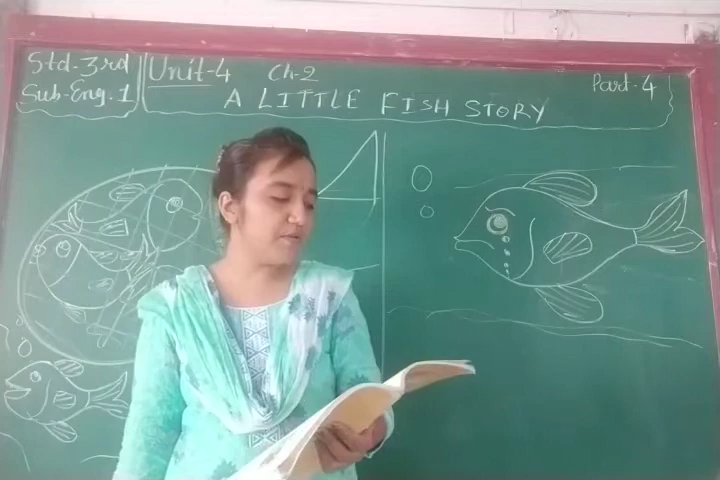 Std-3rd
Sub-Eng.1
Unit-4 Ch-2
Part-4
A LITTLE FISH STORY